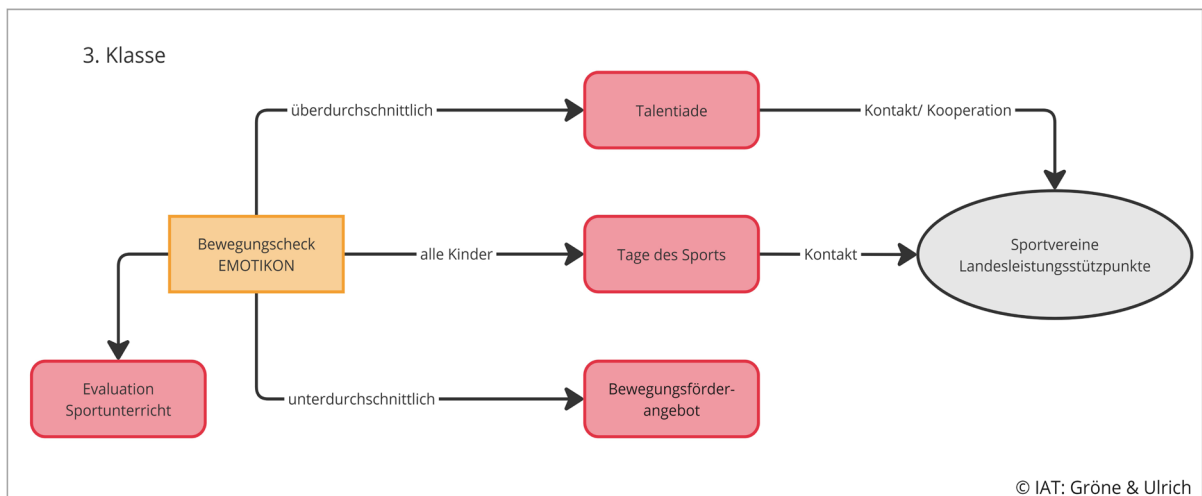 3. Klasse
überdurchschnittlich
Talentiade
Kontakt/ Kooperation
Bewegungscheck
EMOTIKON
alle Kinder
Tage des Sports
Kontakt
Sportvereine
Landesleistungsstützpunkte
Evaluation
Sportunterricht
unterdurchschnittlich
Bewegungsförder-
angebot
© IAT: Gröne & Ulrich